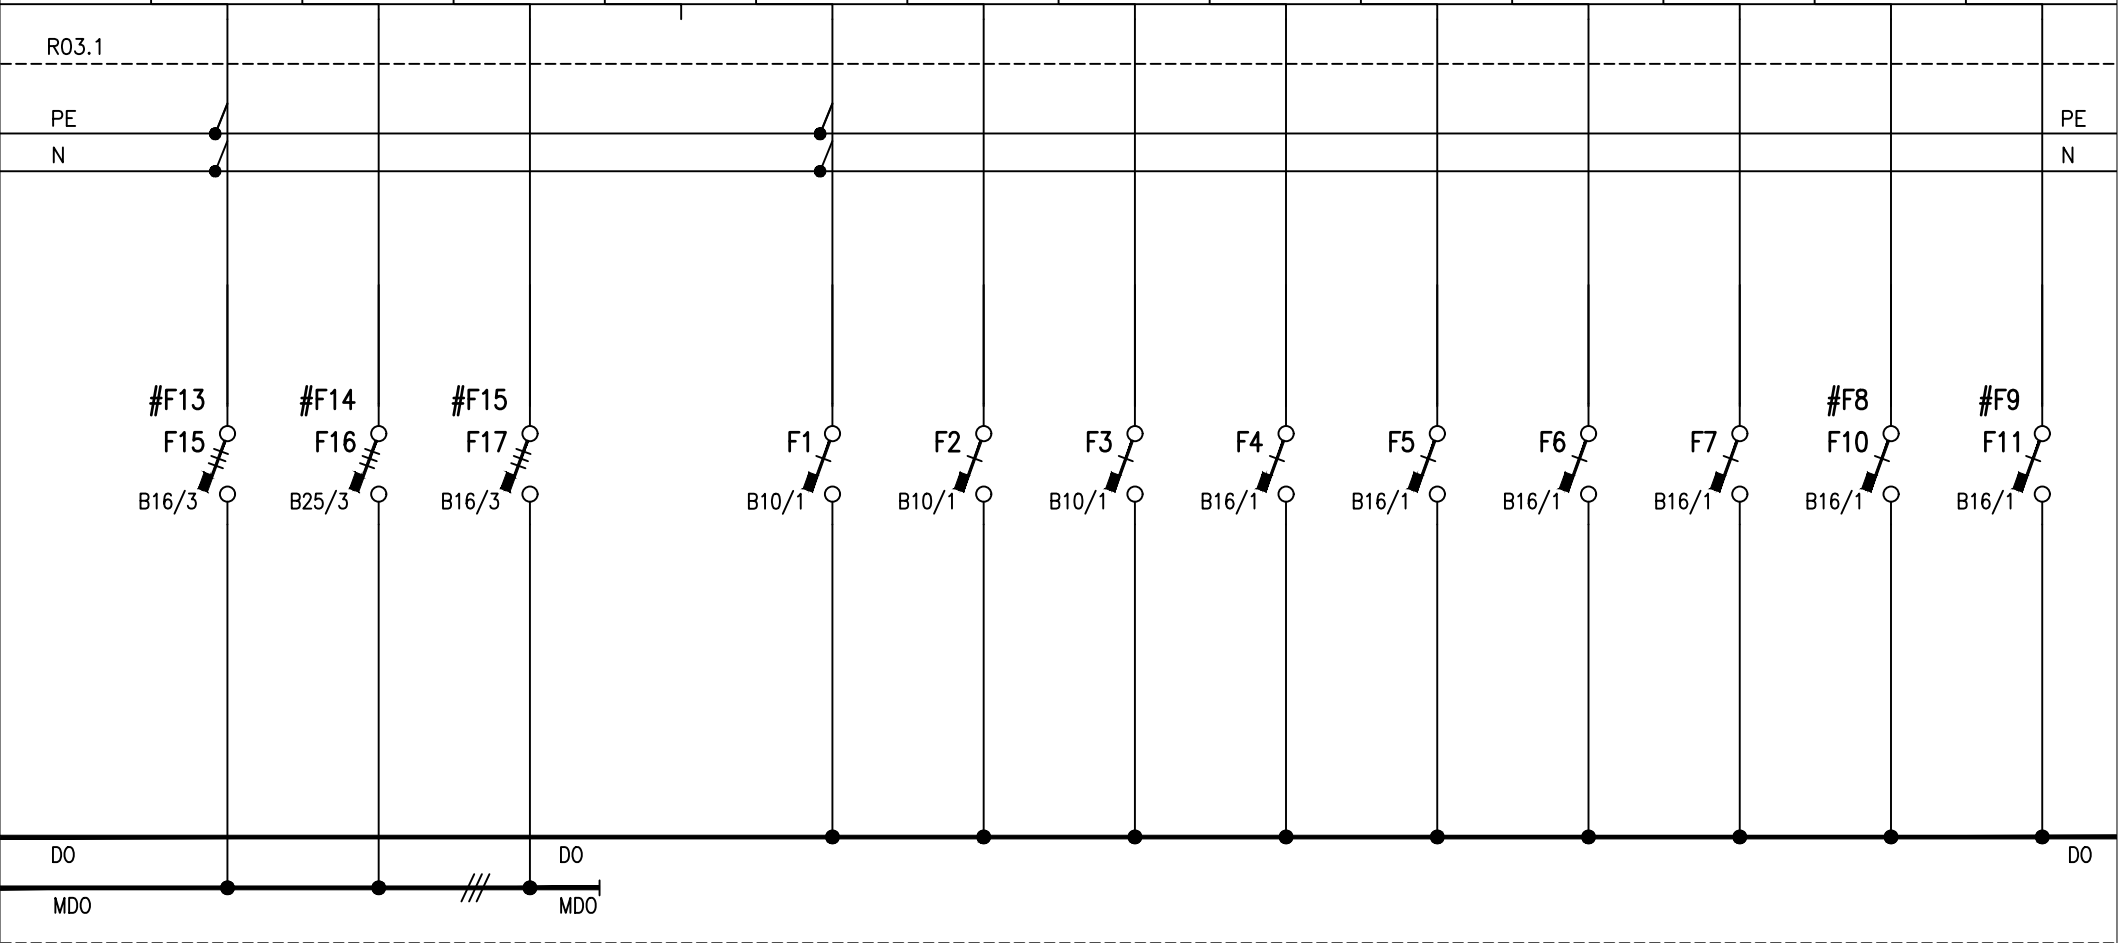 R03.1
PE PE
N N
#F13 #F14 #F15 #F8 #F9
F15 F16 F17 F1 F2 F3 F4 F5 F6 F7 F10 F11
B16/3 B25/3 B16/3 B10/1 B10/1 B10/1 B16/1 B16/1 B16/1 B16/1 B16/1 B16/1
DO DO DO
MDO MDO